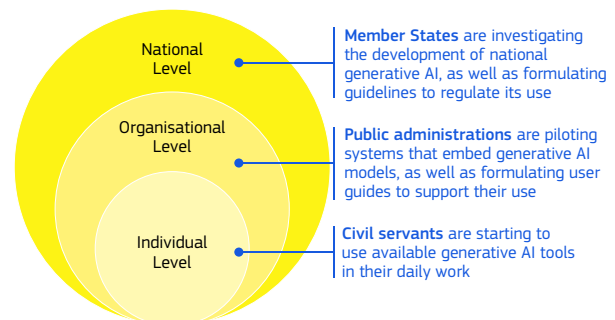 National
Level
Member States are investigating
the development of national
generative AI, as well as formulating
guidelines to regulate its use
Organisational
Level
Public administrations are piloting
systems that embed generative AI
models, as well as formulating user
guides to support their use
Individual
Level
Civil servants are starting to
use available generative AI tools
in their daily work